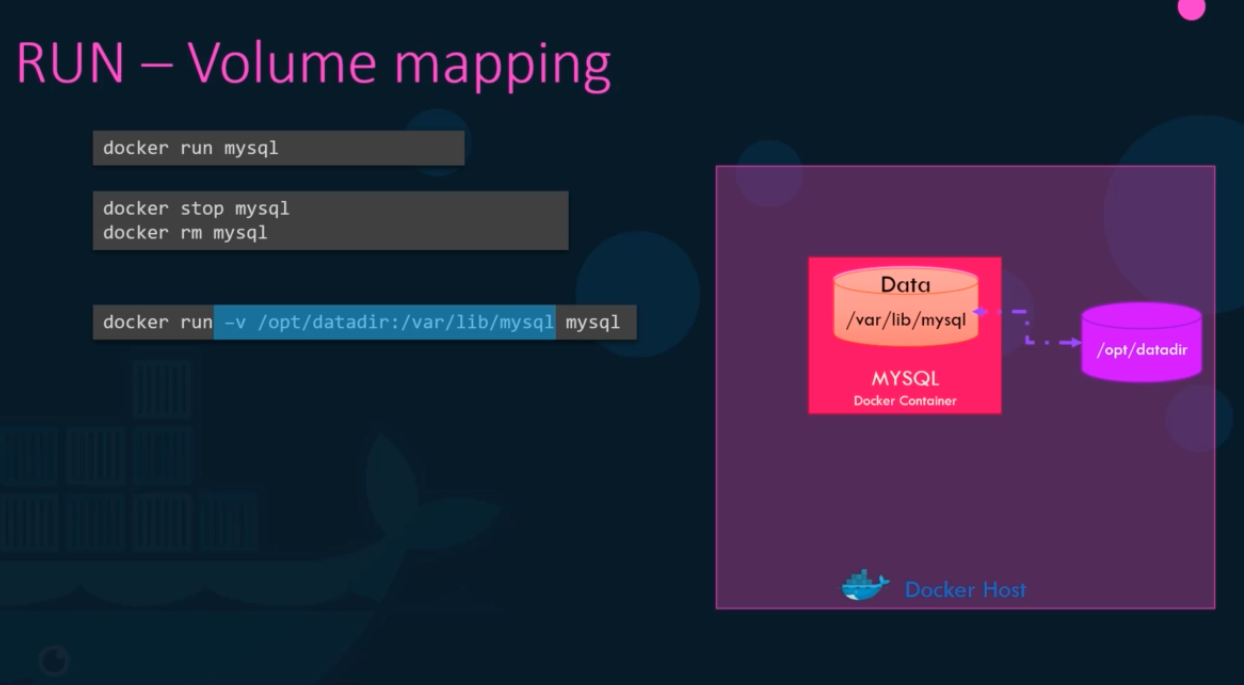 RUN – Volume mapping
docker run mysql
docker stop mysql
docker rm mysql
docker run -v /opt/datadir:/var/lib/mysql mysql
Data
/var/lib/mysql
MYSQL
Docker Container
/opt/datadir
Docker Host